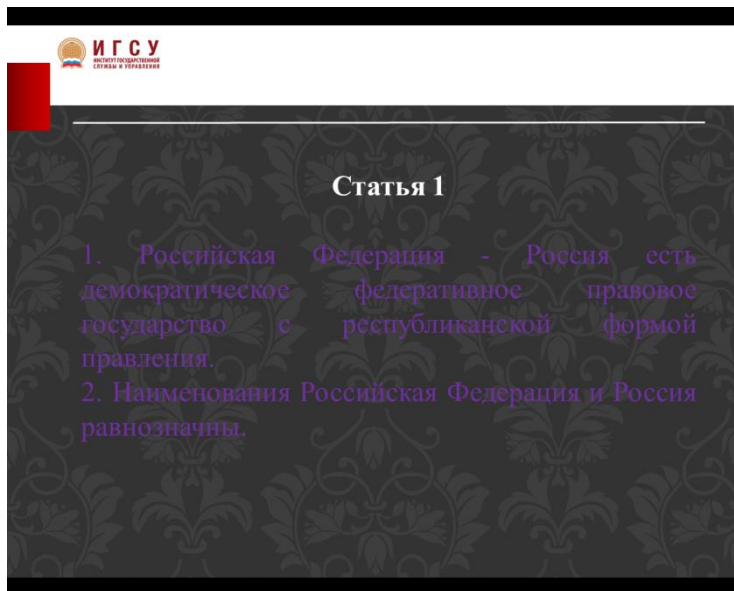 ИГСУ
ИНСТИТУТ ГОСУДАРСТВЕННОЙ
СЛУЖБЫ И УПРАВЛЕНИЯ
Статья 1
1. Российская Федерация - Россия есть
демократическое федеративное правовое
государство с республиканской формой
правления.
2. Наименования Российская Федерация и Россия
равнозначны.